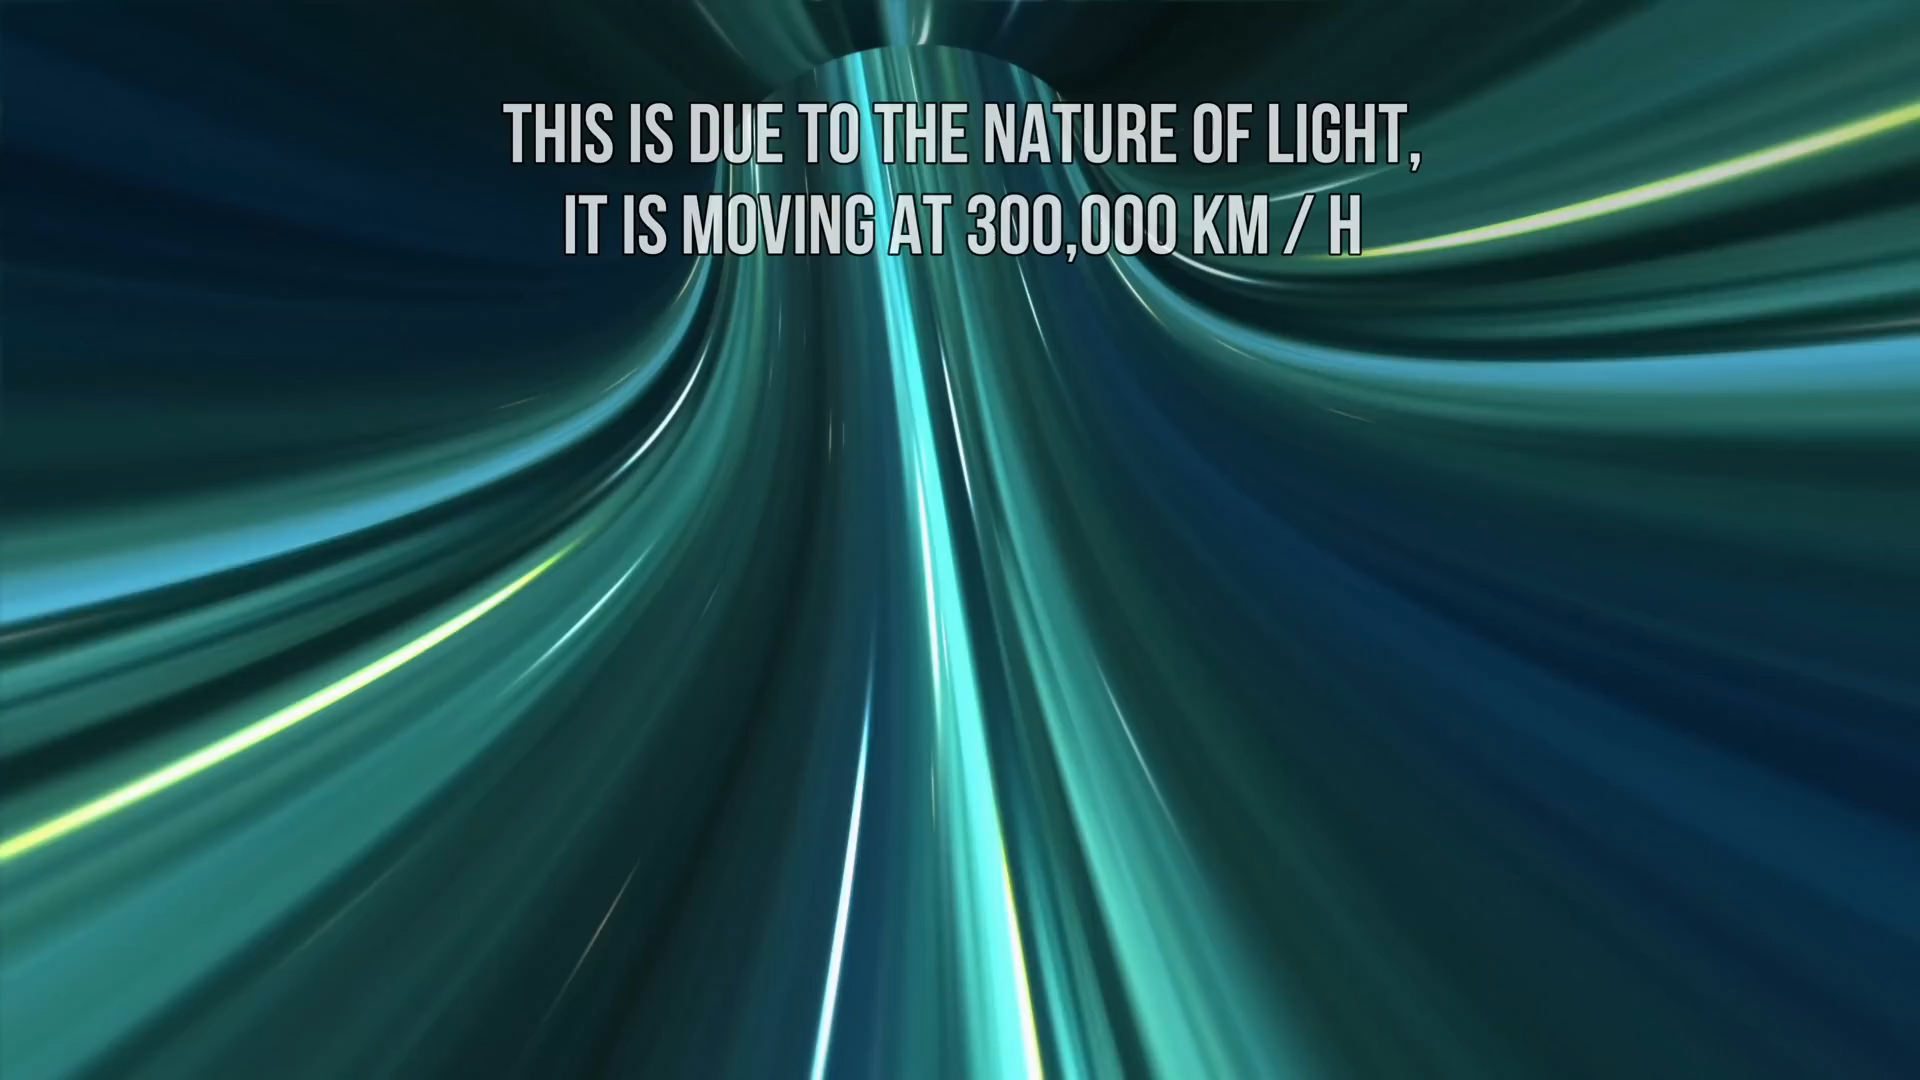 THIS IS DUE TO THE NATURE OF LIGHT,
IT IS MOVING AT 300,000 KM / H